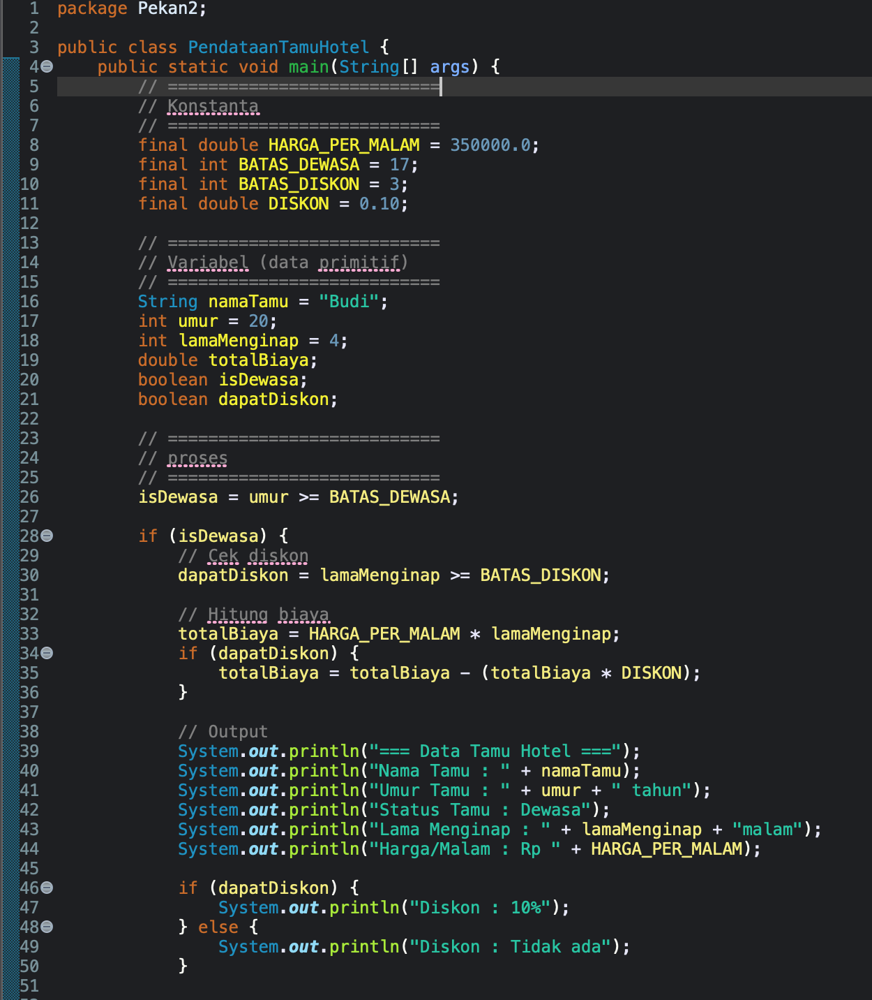 1 package Pekan2;
2
3 public class PendataanTamuHotel {
4     public static void main(String[] args) {
5         // ===========================
6         // Konstanta
7         // ===========================
8         final double HARGA_PER_MALAM = 350000.0;
9         final int BATAS_DEWASA = 17;
10         final int BATAS_DISKON = 3;
11         final double DISKON = 0.10;
12
13         // ===========================
14         // Variabel (data primitif)
15         // ===========================
16         String namaTamu = "Budi";
17         int umur = 20;
18         int lamaMenginap = 4;
19         double totalBiaya;
20         boolean isDewasa;
21         boolean dapatDiskon;
22
23         // ===========================
24         // proses
25         // ===========================
26         isDewasa = umur >= BATAS_DEWASA;
27
28         if (isDewasa) {
29             // Cek diskon
30             dapatDiskon = lamaMenginap >= BATAS_DISKON;
31
32             // Hitung biaya
33             totalBiaya = HARGA_PER_MALAM * lamaMenginap;
34             if (dapatDiskon) {
35                 totalBiaya = totalBiaya - (totalBiaya * DISKON);
36             }
37
38             // Output
39             System.out.println("=== Data Tamu Hotel ===");
40             System.out.println("Nama Tamu : " + namaTamu);
41             System.out.println("Umur Tamu : " + umur + " tahun");
42             System.out.println("Status Tamu : Dewasa");
43             System.out.println("Lama Menginap : " + lamaMenginap + "malam");
44             System.out.println("Harga/Malam : Rp " + HARGA_PER_MALAM);
45
46             if (dapatDiskon) {
47                 System.out.println("Diskon : 10%");
48             } else {
49                 System.out.println("Diskon : Tidak ada");
50             }
51